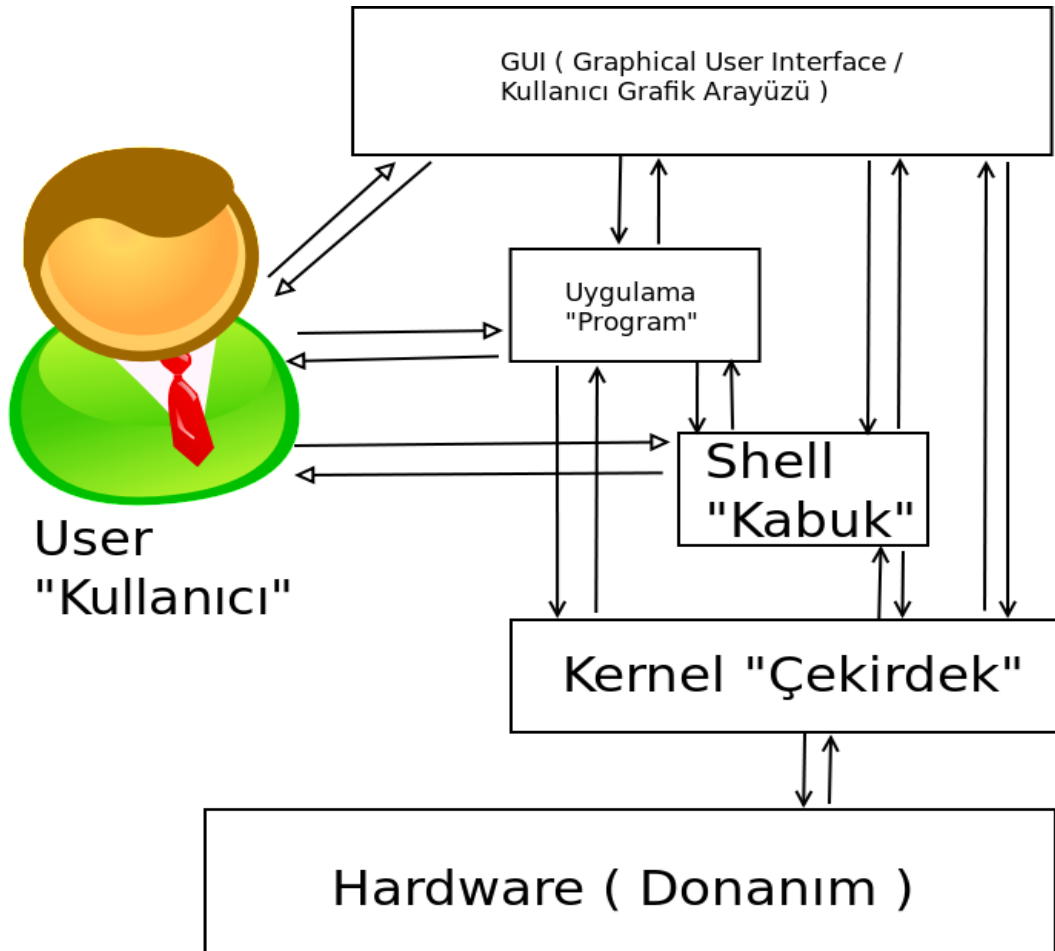 GUI ( Graphical User Interface /
Kullanıcı Grafik Arayüzü )
Uygulama
"Program"
Shell
"Kabuk"
User
"Kullanıcı"
Kernel "Çekirdek"
Hardware ( Donanım )